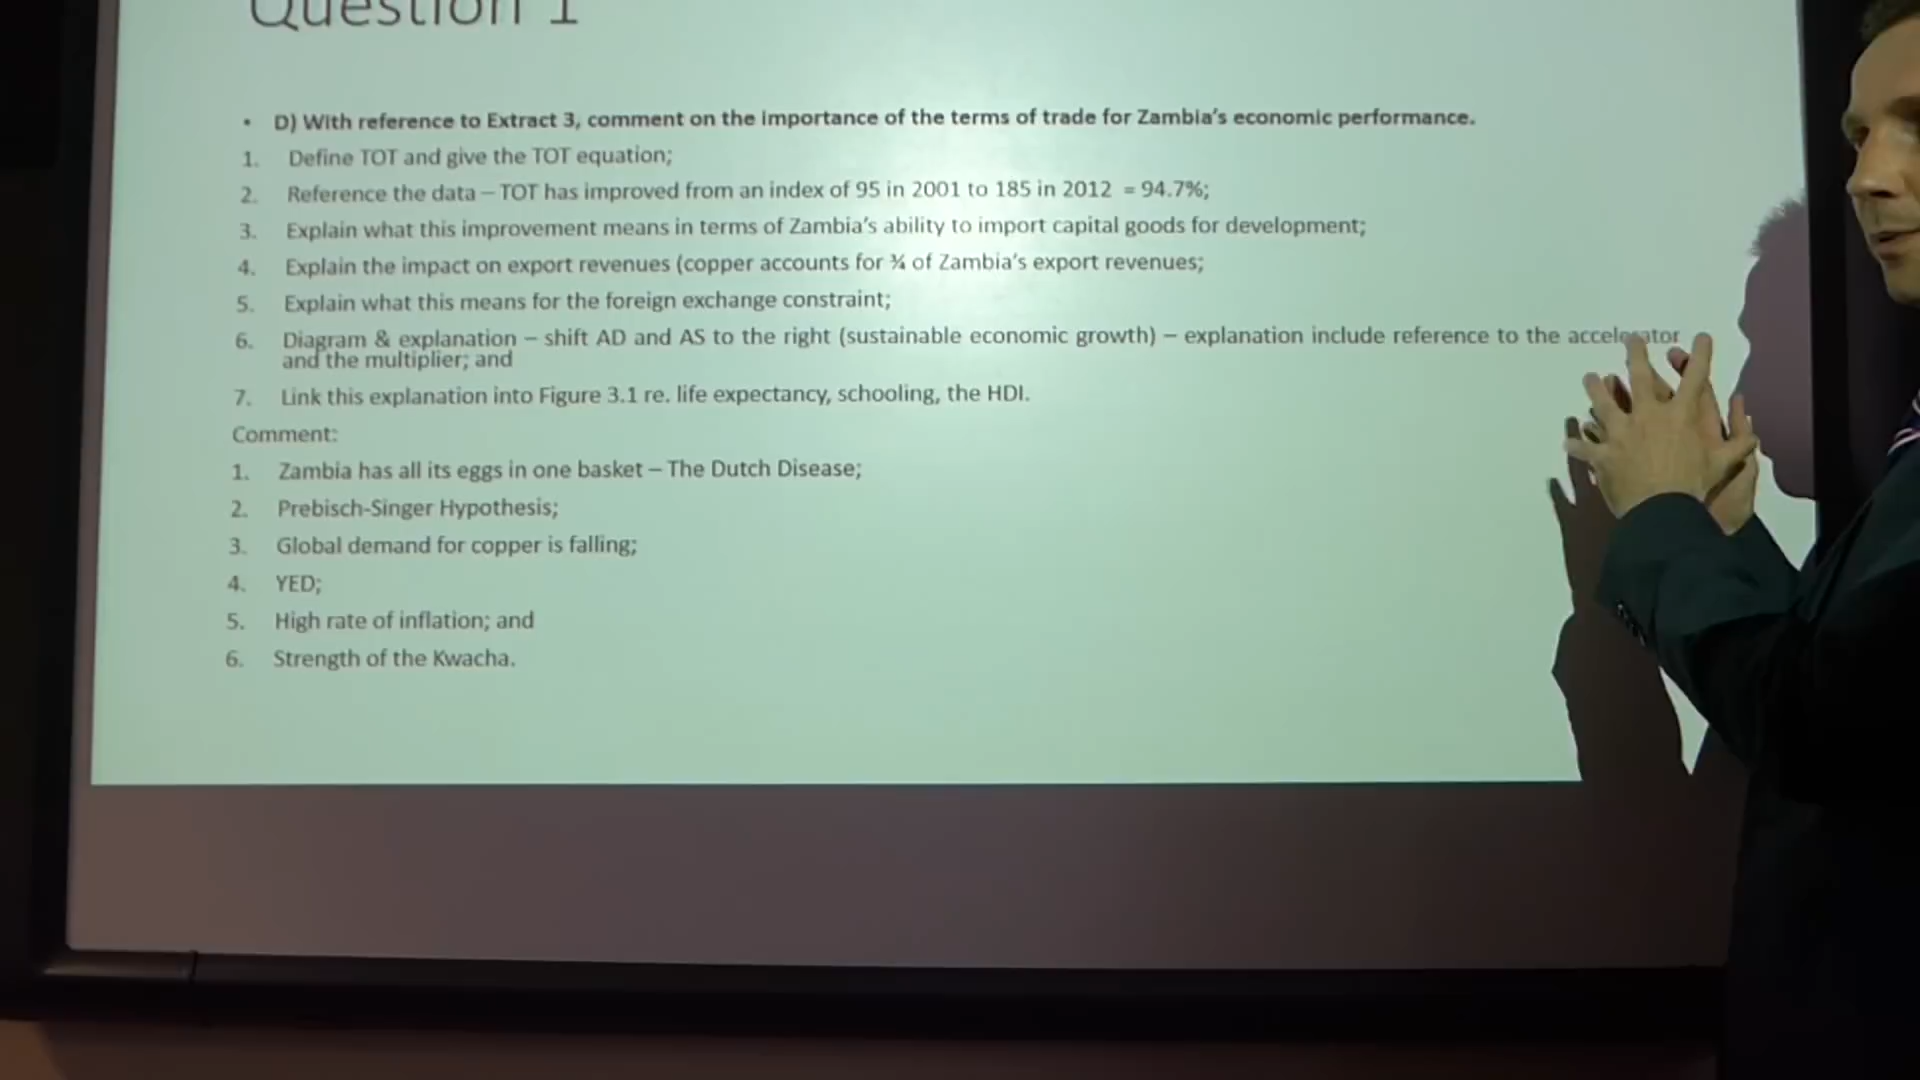 Question 1
• D) With reference to Extract 3, comment on the importance of the terms of trade for Zambia's economic performance.
1. Define TOT and give the TOT equation;
2. Reference the data – TOT has improved from an index of 95 in 2001 to 185 in 2012 = 94.7%;
3. Explain what this improvement means in terms of Zambia's ability to import capital goods for development;
4. Explain the impact on export revenues (copper accounts for ¾ of Zambia's export revenues;
5. Explain what this means for the foreign exchange constraint;
6. Diagram & explanation – shift AD and AS to the right (sustainable economic growth) – explanation include reference to the accelerator
and the multiplier; and
7. Link this explanation into Figure 3.1 re. life expectancy, schooling, the HDI.
Comment:
1. Zambia has all its eggs in one basket – The Dutch Disease;
2. Prebisch-Singer Hypothesis;
3. Global demand for copper is falling;
4. YED;
5. High rate of inflation; and
6. Strength of the Kwacha.